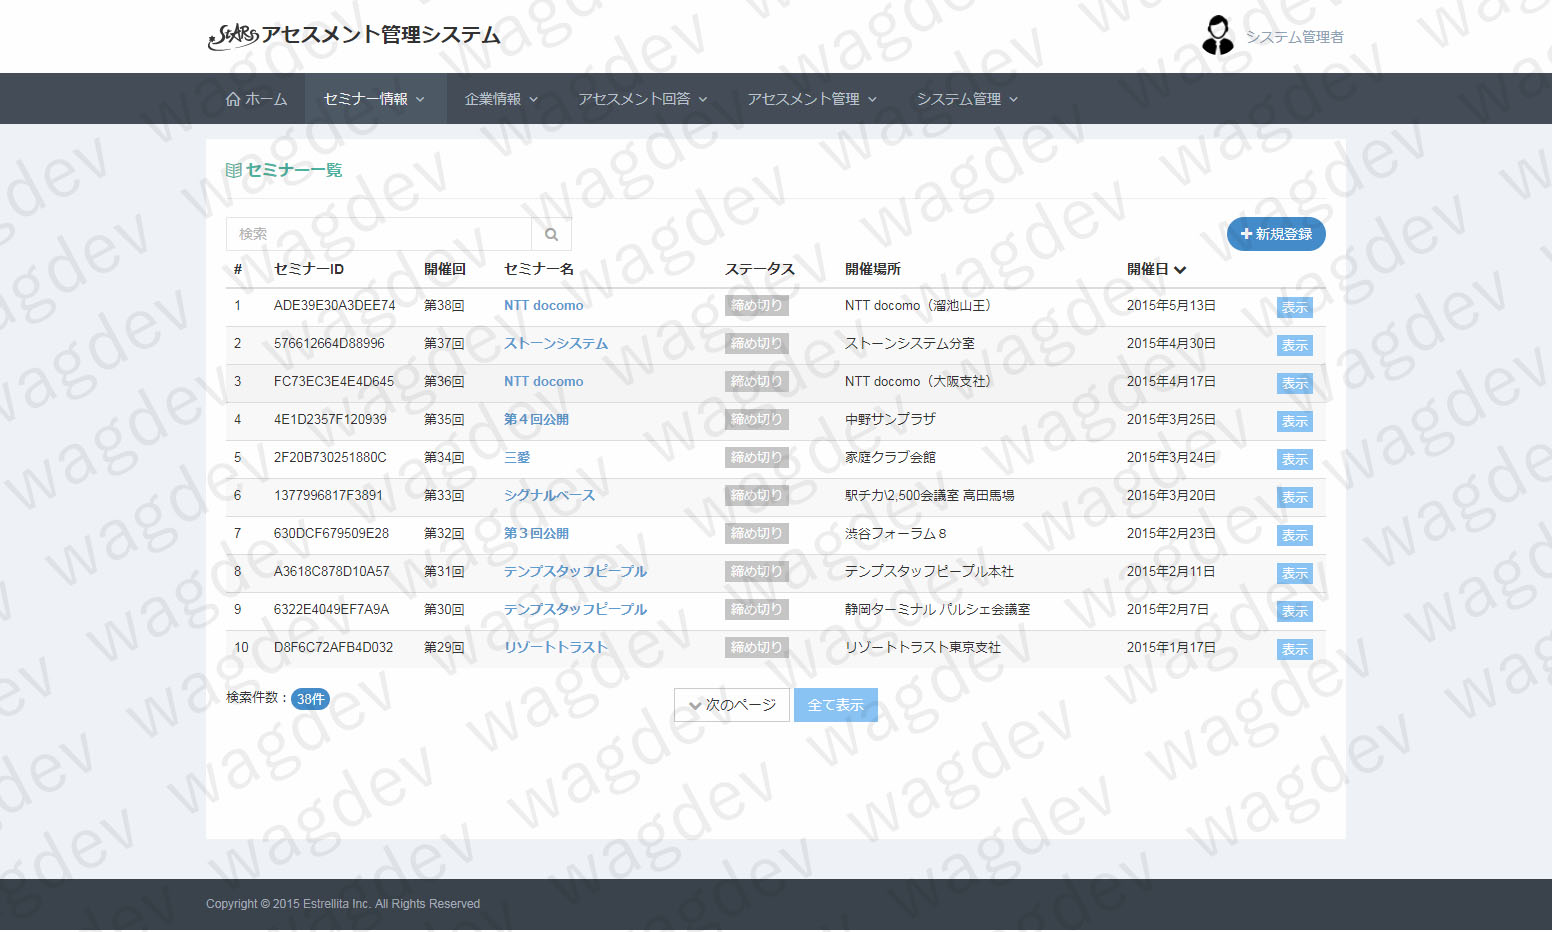 STARS アセスメント管理システム
システム管理者
ホーム セミナー情報 企業情報 アセスメント回答 アセスメント管理 システム管理
セミナー一覧
検索
新規登録
# セミナーID 開催回 セミナー名 ステータス 開催場所 開催日
1 ADE39E30A3DEE74 第38回 NTT docomo 締め切り NTT docomo（溜池山王） 2015年5月13日 表示
2 576612664D88996 第37回 ストーンシステム 締め切り ストーンシステム分室 2015年4月30日 表示
3 FC73EC3E4E4D645 第36回 NTT docomo 締め切り NTT docomo（大阪支社） 2015年4月17日 表示
4 4E1D2357F120939 第35回 第４回公開 締め切り 中野サンプラザ 2015年3月25日 表示
5 2F20B730251880C 第34回 三愛 締め切り 家庭クラブ会館 2015年3月24日 表示
6 1377996817F3891 第33回 シグナルベース 締め切り 駅チカ\2,500会議室 高田馬場 2015年3月20日 表示
7 630DCF679509E28 第32回 第３回公開 締め切り 渋谷フォーラム８ 2015年2月23日 表示
8 A3618C878D10A57 第31回 テンプスタッフピープル 締め切り テンプスタッフピープル本社 2015年2月11日 表示
9 6322E4049EF7A9A 第30回 テンプスタッフピープル 締め切り 静岡ターミナル パルシェ会議室 2015年2月7日 表示
10 D8F6C72AFB4D032 第29回 リゾートトラスト 締め切り リゾートトラスト東京支社 2015年1月17日 表示
検索件数： 38件 次のページ 全て表示
Copyright © 2015 Estrellita Inc. All Rights Reserved
wagdev